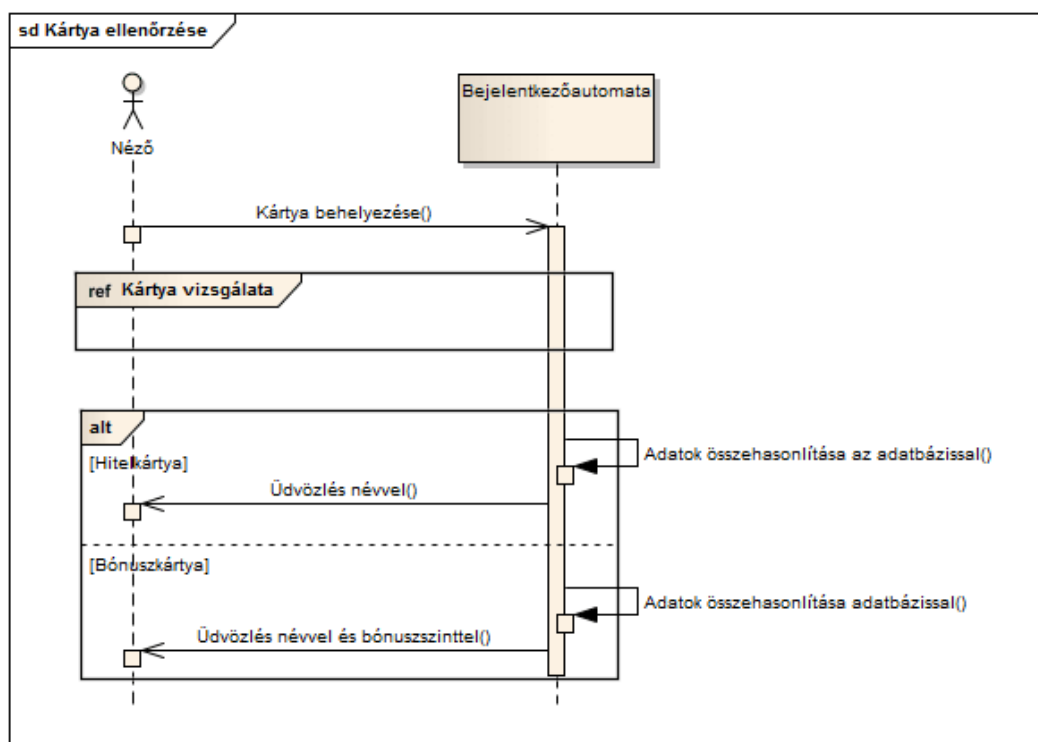 sd Kártya ellenőrzése
Néző
Bejelentkezőautomata
Kártya behelyezése()
ref Kártya vizsgálata
alt
[Hitelkártya]
Adatok összehasonlítása az adatbázissal()
Üdvözlés névvel()
[Bónuszkártya]
Adatok összehasonlítása adatbázissal()
Üdvözlés névvel és bónuszszinttel()